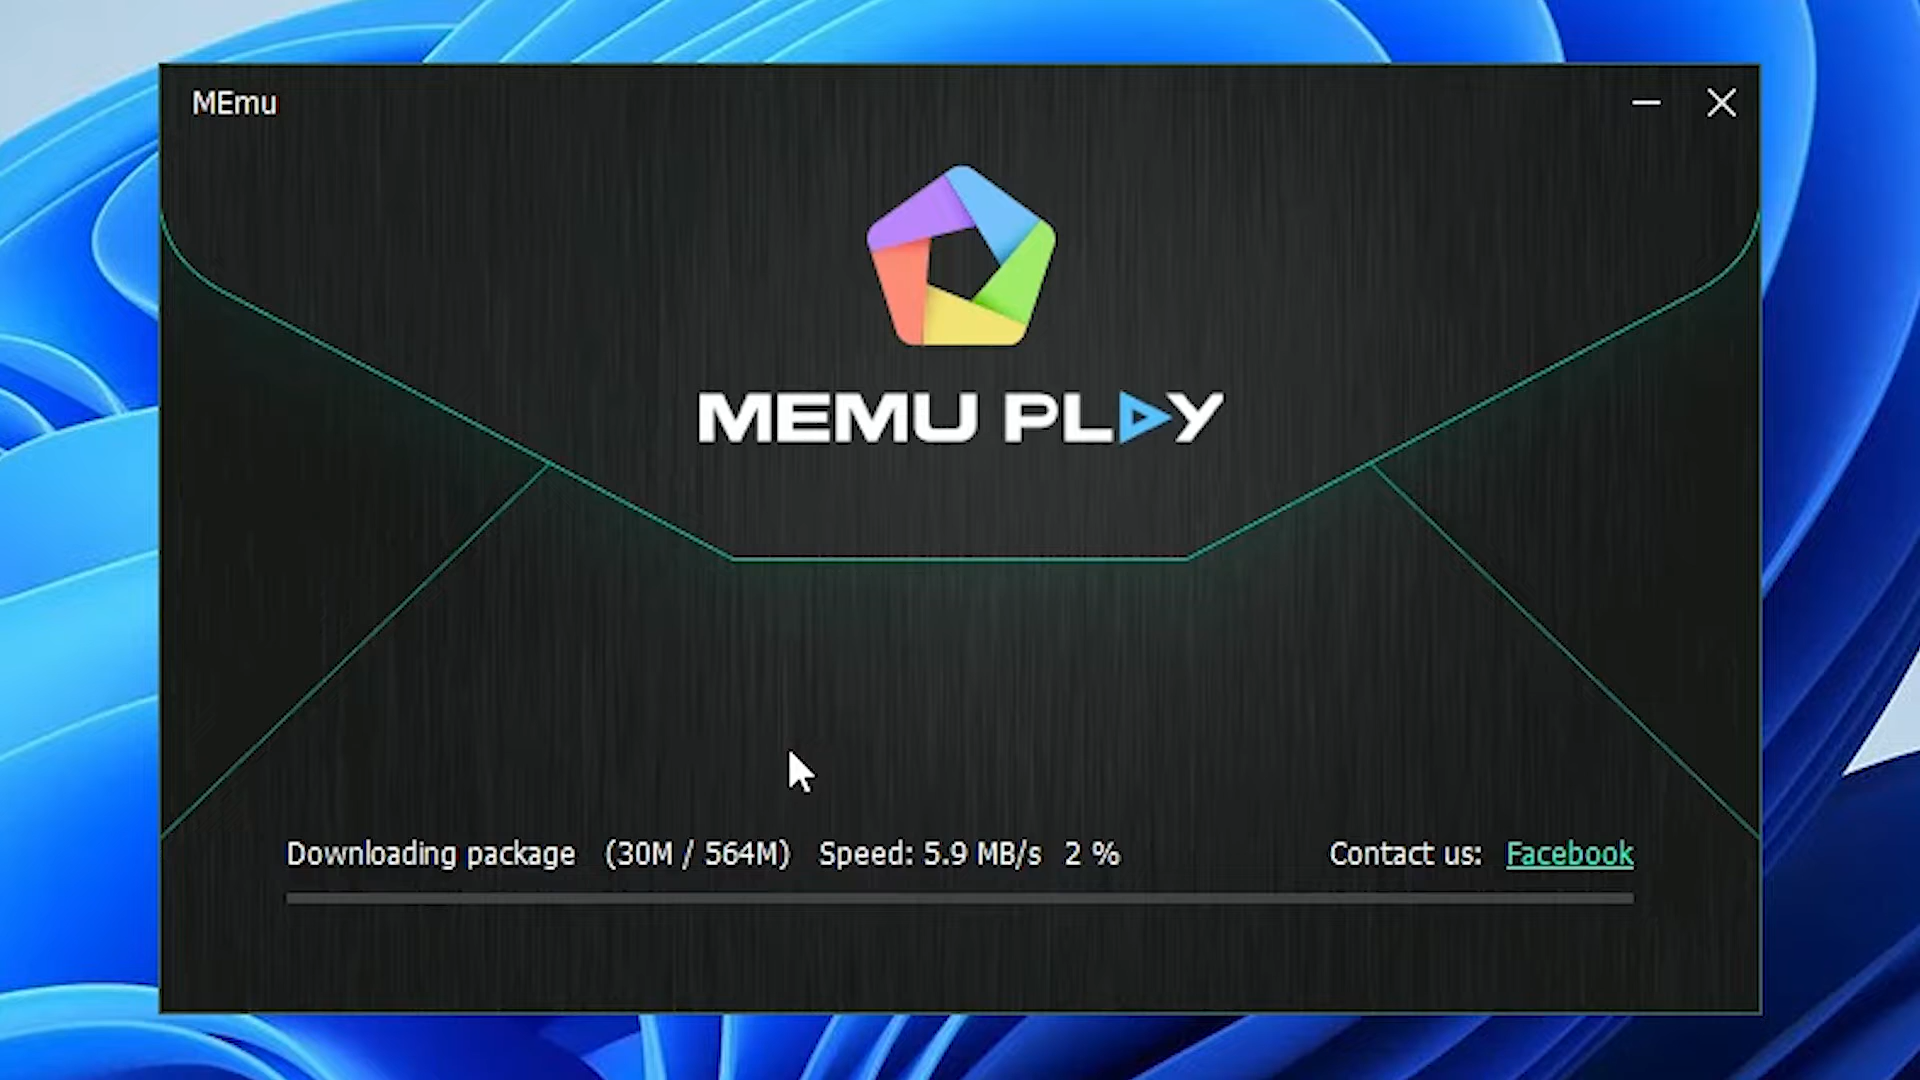 MEmu
MEMU PLAY
Downloading package (30M / 564M) Speed: 5.9 MB/s 2 % Contact us: Facebook